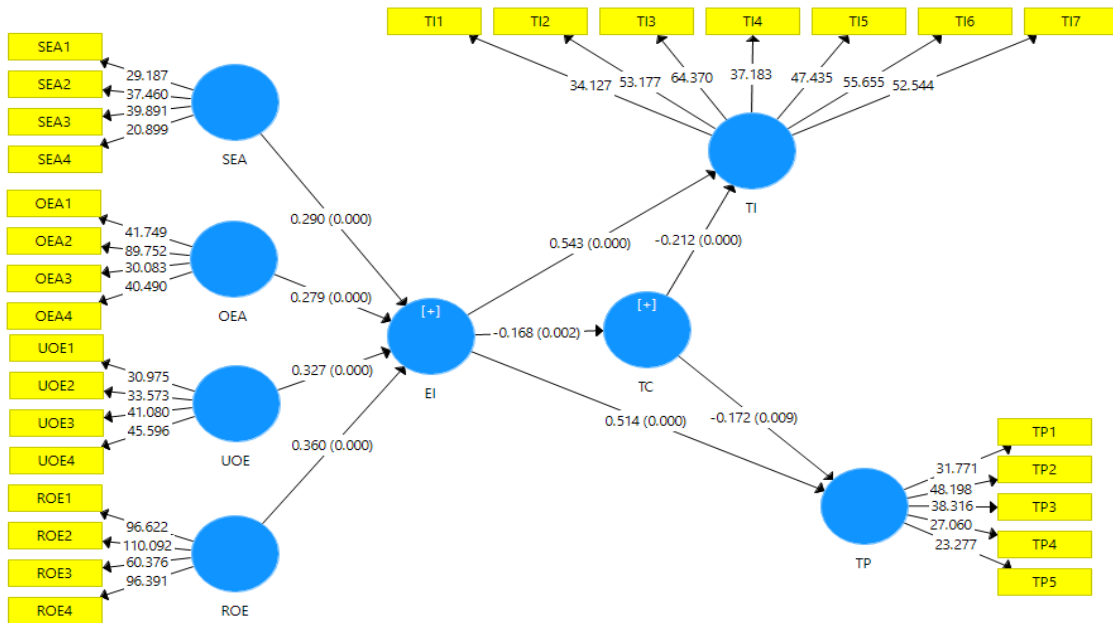 TI1
TI2
TI3
TI4
TI5
TI6
TI7
34.127
53.177
64.370
37.183
47.435
55.655
52.544
TI
SEA1
SEA2
SEA3
SEA4
29.187
37.460
39.891
20.899
SEA
OEA1
OEA2
OEA3
OEA4
41.749
89.752
30.083
40.490
OEA
UOE1
UOE2
UOE3
UOE4
30.975
33.573
41.080
45.596
UOE
ROE1
ROE2
ROE3
ROE4
96.622
110.092
60.376
96.391
ROE
0.290 (0.000)
0.279 (0.000)
0.327 (0.000)
0.360 (0.000)
[+]
EI
0.543 (0.000)
-0.168 (0.002)
0.514 (0.000)
[+]
TC
-0.212 (0.000)
-0.172 (0.009)
TP
31.771
48.198
38.316
27.060
23.277
TP1
TP2
TP3
TP4
TP5